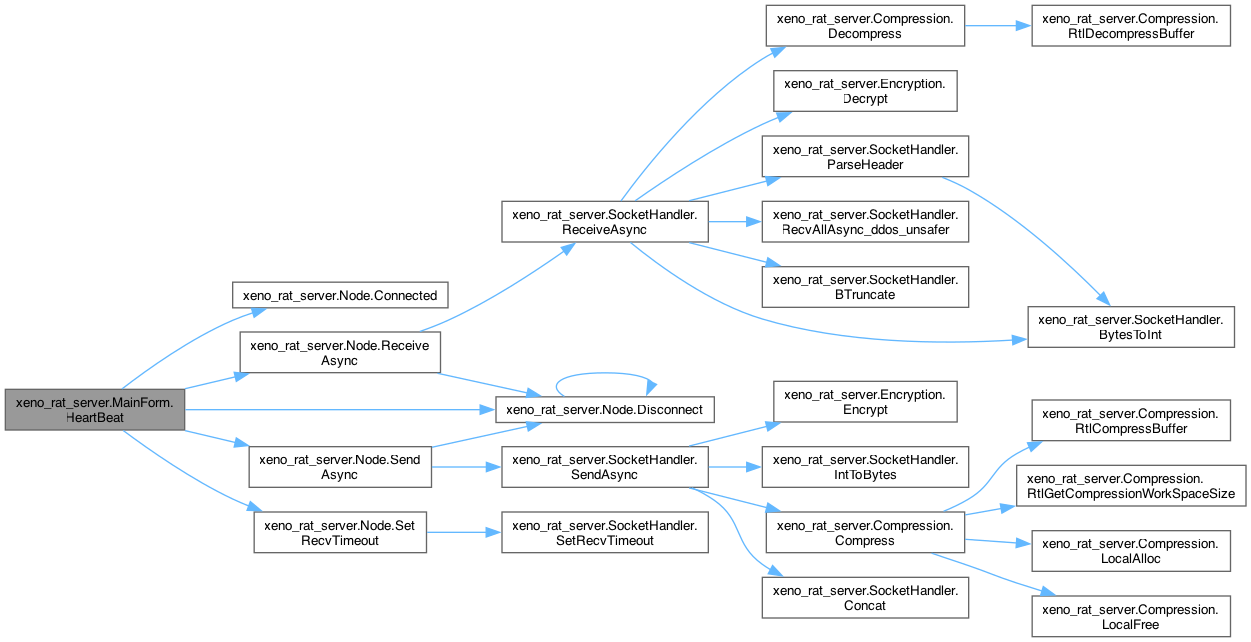 xeno_rat_server.MainForm.
HeartBeat
xeno_rat_server.Node.Connected
xeno_rat_server.Node.Receive
Async
xeno_rat_server.Node.Disconnect
xeno_rat_server.Node.Send
Async
xeno_rat_server.Node.Set
RecvTimeout
xeno_rat_server.SocketHandler.
ReceiveAsync
xeno_rat_server.SocketHandler.
SendAsync
xeno_rat_server.SocketHandler.
SetRecvTimeout
xeno_rat_server.Compression.
Decompress
xeno_rat_server.Encryption.
Decrypt
xeno_rat_server.SocketHandler.
ParseHeader
xeno_rat_server.SocketHandler.
RecvAllAsync_ddos_unsafer
xeno_rat_server.SocketHandler.
BTruncate
xeno_rat_server.Encryption.
Encrypt
xeno_rat_server.SocketHandler.
IntToBytes
xeno_rat_server.Compression.
Compress
xeno_rat_server.SocketHandler.
Concat
xeno_rat_server.Compression.
RtlDecompressBuffer
xeno_rat_server.SocketHandler.
BytesToInt
xeno_rat_server.Compression.
RtlCompressBuffer
xeno_rat_server.Compression.
RtlGetCompressionWorkSpaceSize
xeno_rat_server.Compression.
LocalAlloc
xeno_rat_server.Compression.
LocalFree